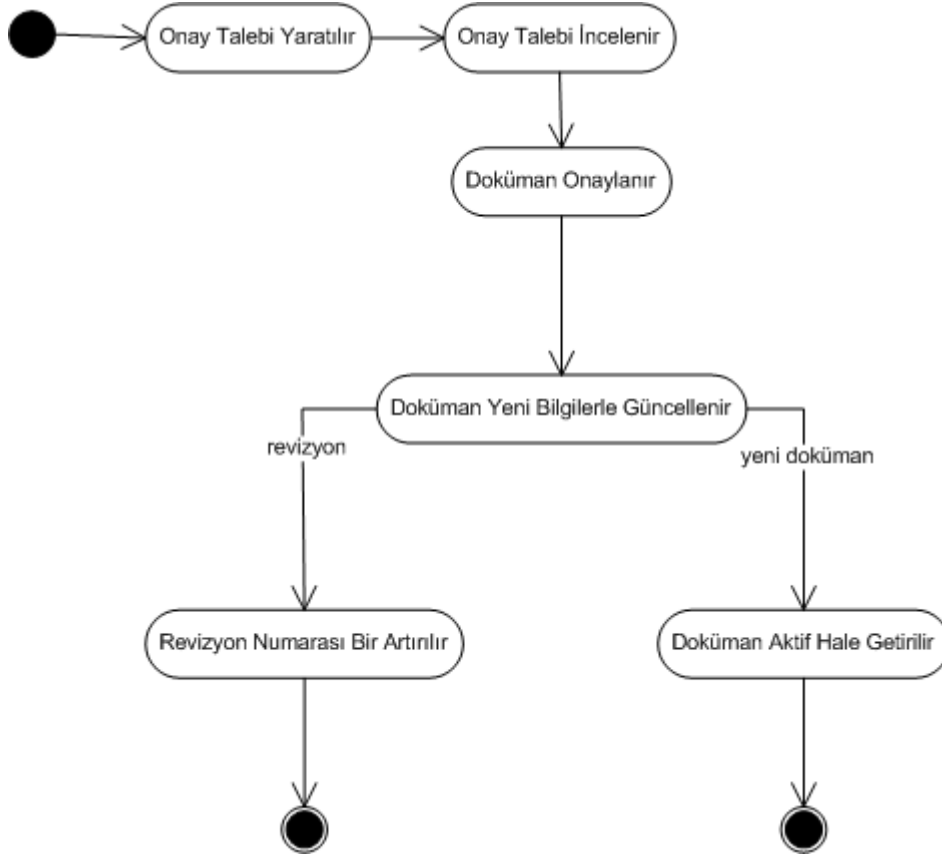 Onay Talebi Yaratılır
Onay Talebi İncelenir
Doküman Onaylanır
Doküman Yeni Bilgilerle Güncellenir
revizyon
yeni doküman
Revizyon Numarası Bir Artırılır
Doküman Aktif Hale Getirilir